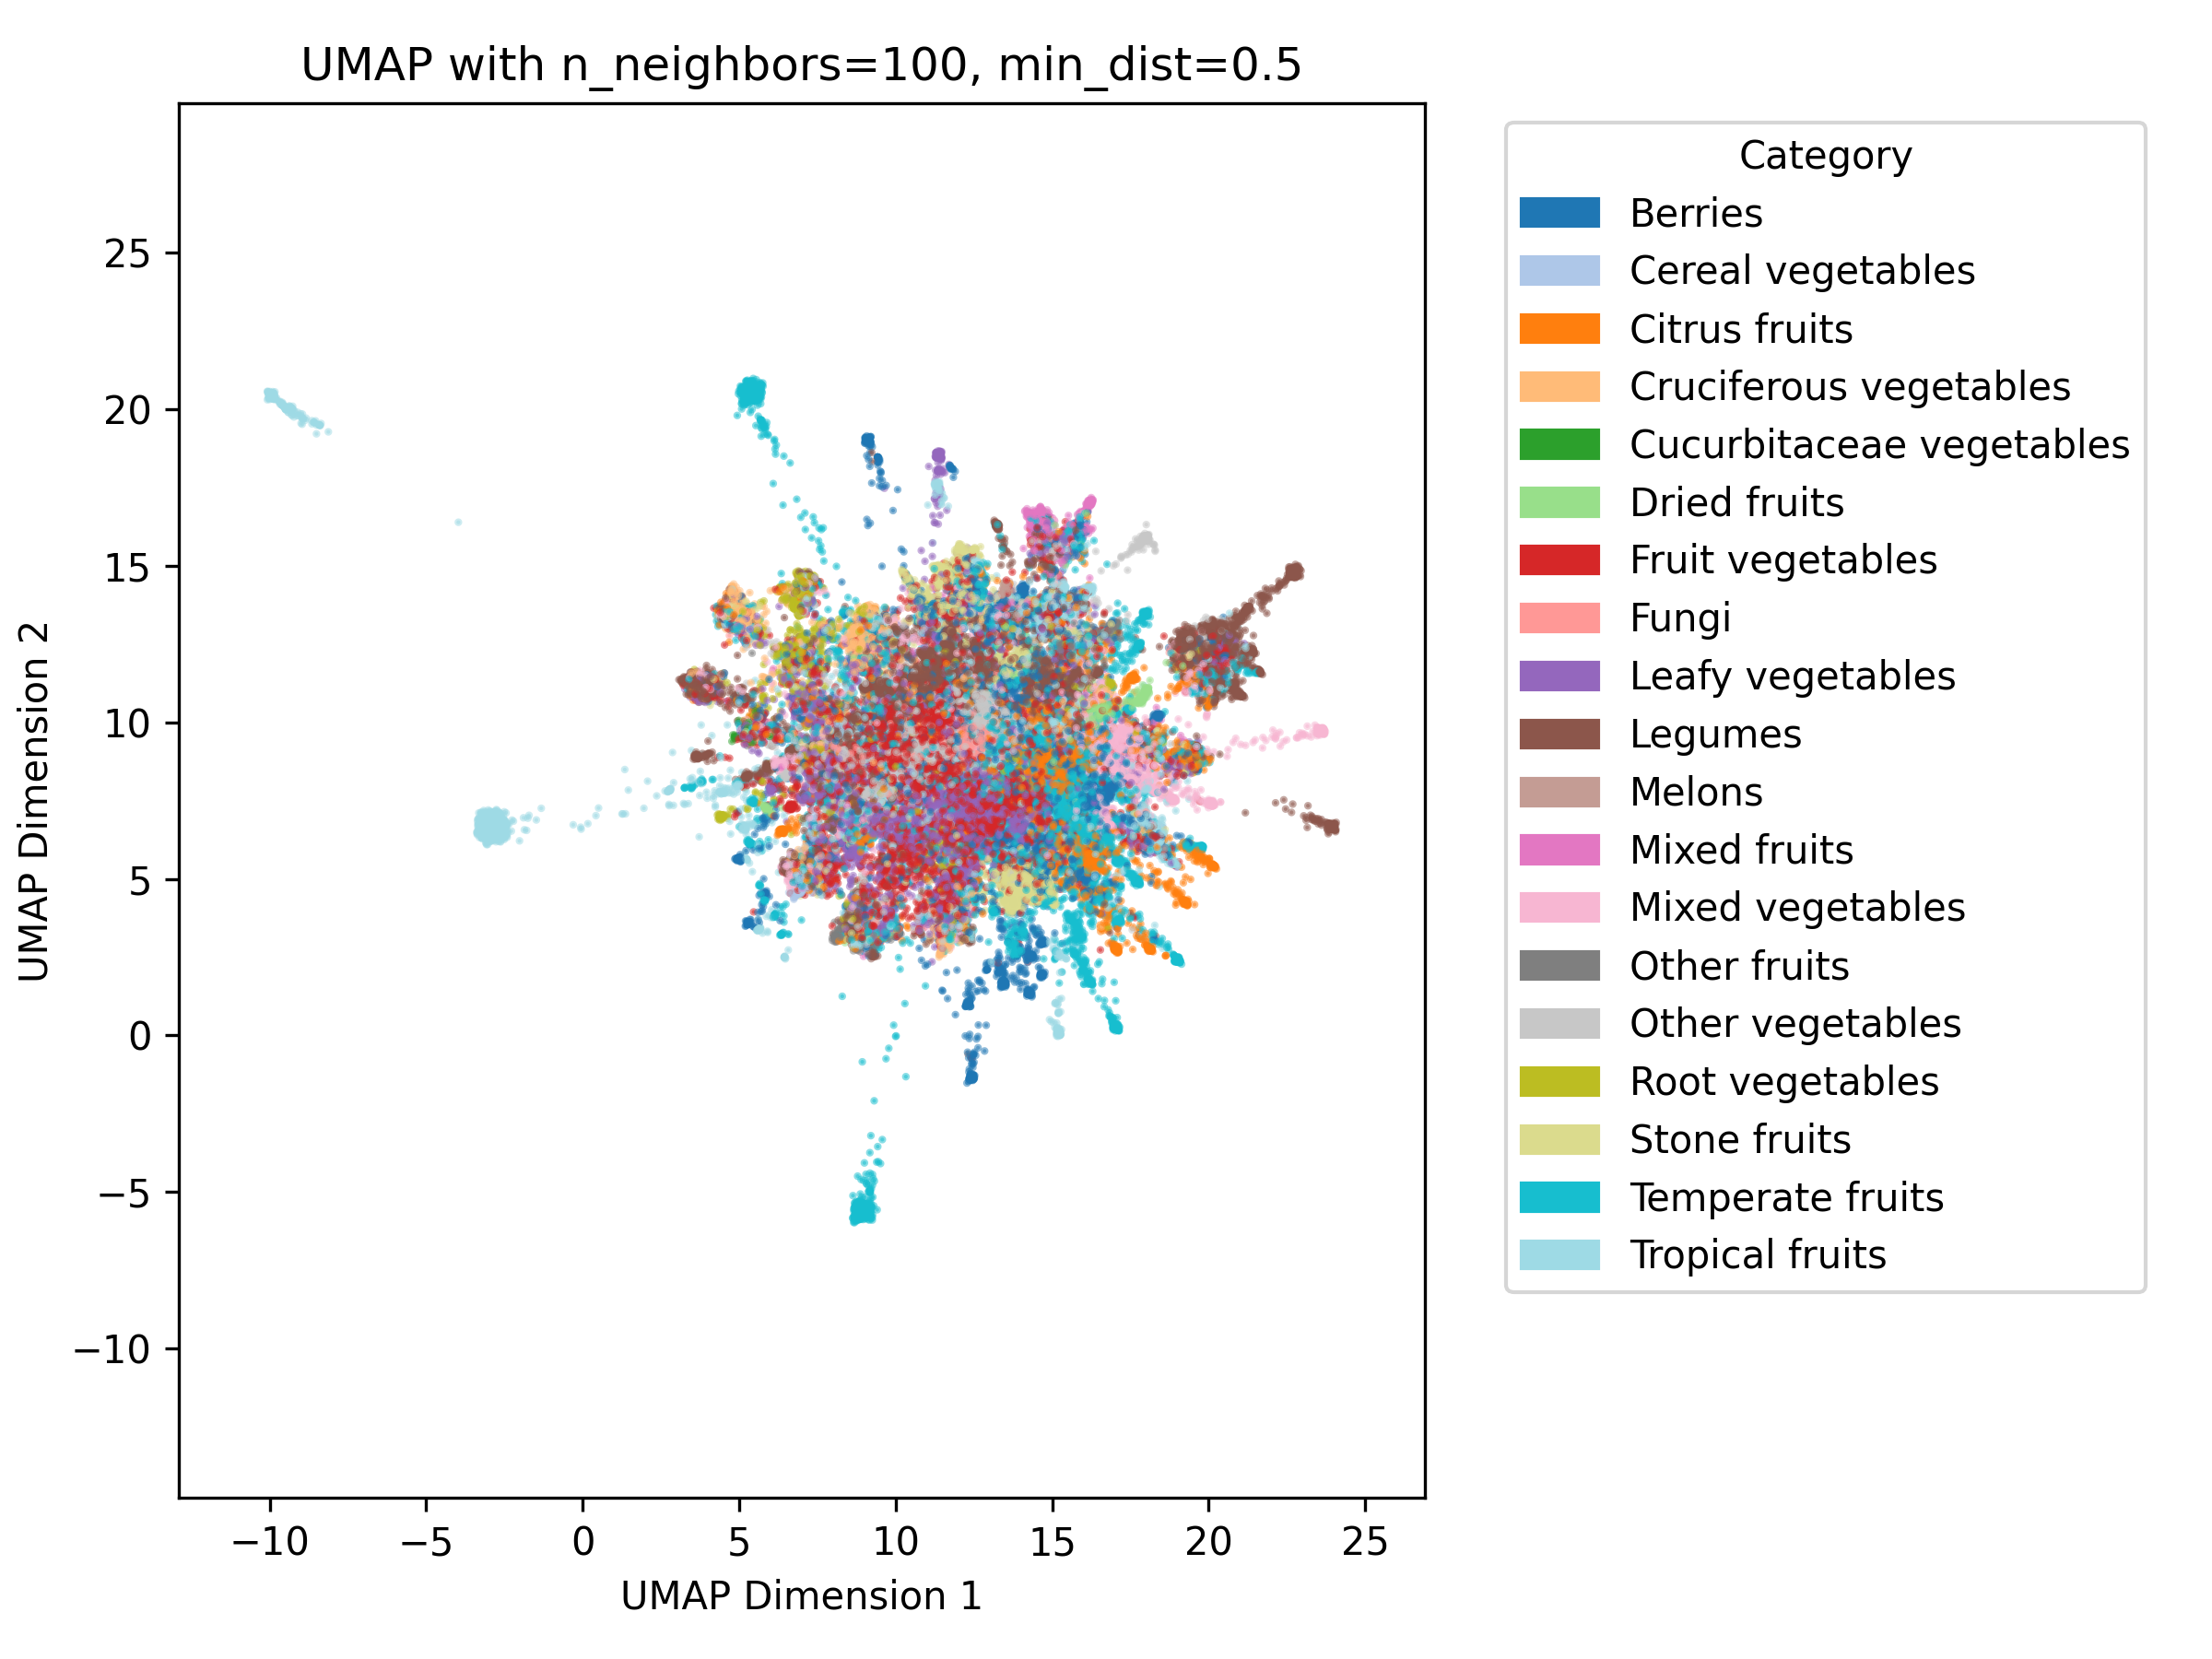 UMAP with n_neighbors=100, min_dist=0.5
25
20
15
10
5
0
−5
−10
UMAP Dimension 2
−10 −5 0 5 10 15 20 25
UMAP Dimension 1
Category
Berries
Cereal vegetables
Citrus fruits
Cruciferous vegetables
Cucurbitaceae vegetables
Dried fruits
Fruit vegetables
Fungi
Leafy vegetables
Legumes
Melons
Mixed fruits
Mixed vegetables
Other fruits
Other vegetables
Root vegetables
Stone fruits
Temperate fruits
Tropical fruits